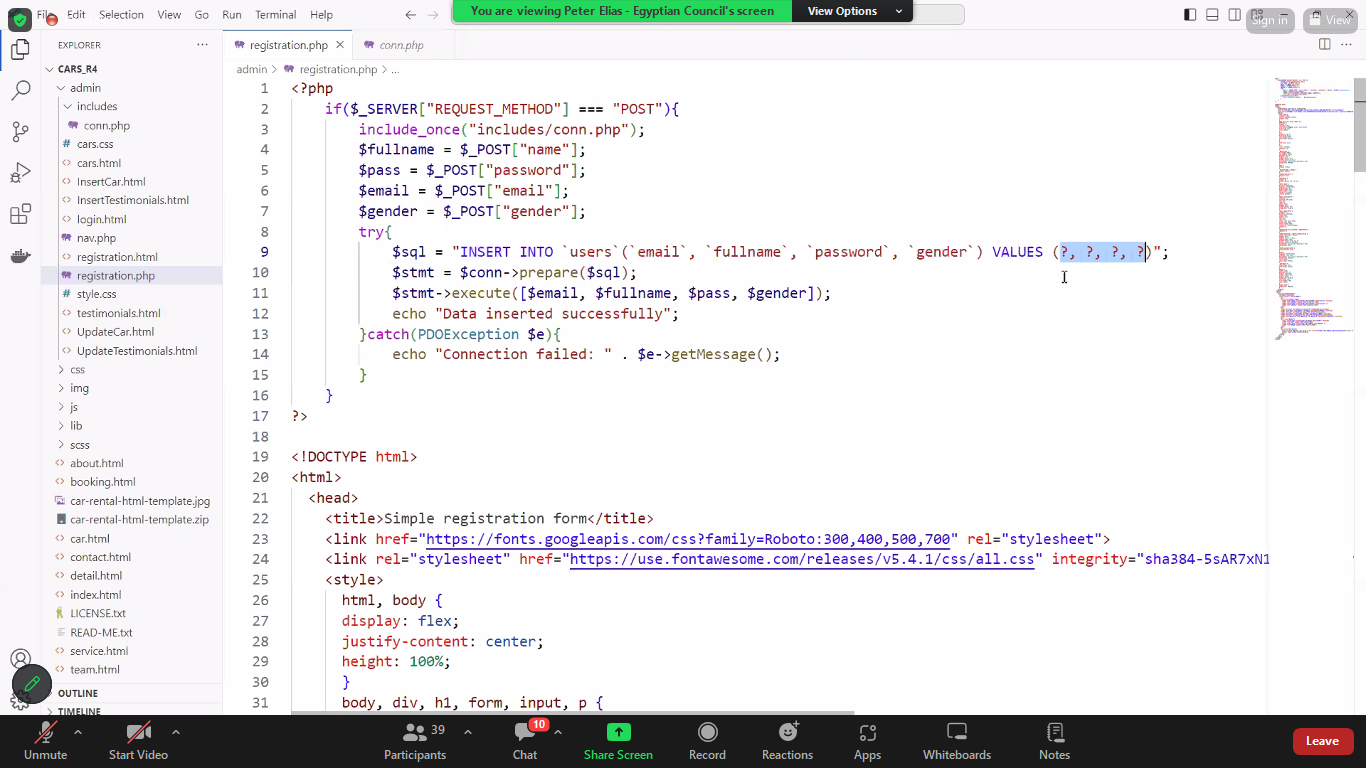 File Edit Selection View Go Run Terminal Help
You are viewing Peter Elias - Egyptian Council's screen
View Options
Sign in
View
EXPLORER
registration.php
conn.php
CARS_R4
admin
includes
conn.php
cars.css
cars.html
InsertCar.html
InsertTestimonials.html
login.html
nav.php
registration.html
registration.php
style.css
testimonials.html
UpdateCar.html
UpdateTestimonials.html
css
img
js
lib
scss
about.html
booking.html
car-rental-html-template.jpg
car-rental-html-template.zip
car.html
contact.html
detail.html
index.html
LICENSE.txt
READ-ME.txt
service.html
team.html
OUTLINE
TIMELINE
admin > registration.php > ...
1 <?php
2 if($_SERVER["REQUEST_METHOD"] === "POST"){
3 include_once("includes/conn.php");
4 $fullname = $_POST["name"];
5 $pass = $_POST["password"];
6 $email = $_POST["email"];
7 $gender = $_POST["gender"];
8 try{
9 $sql = "INSERT INTO `users`(`email`, `fullname`, `password`, `gender`) VALUES (?, ?, ?, ?)";
10 $stmt = $conn->prepare($sql);
11 $stmt->execute([$email, $fullname, $pass, $gender]);
12 echo "Data inserted successfully";
13 }catch(PDOException $e){
14 echo "Connection failed: " . $e->getMessage();
15 }
16 }
17 ?>
18
19 <!DOCTYPE html>
20 <html>
21 <head>
22 <title>Simple registration form</title>
23 <link href="https://fonts.googleapis.com/css?family=Roboto:300,400,500,700" rel="stylesheet">
24 <link rel="stylesheet" href="https://use.fontawesome.com/releases/v5.4.1/css/all.css" integrity="sha384-5sAR7xN1
25 <style>
26 html, body {
27 display: flex;
28 justify-content: center;
29 height: 100%;
30 }
31 body, div, h1, form, input, p {
Unmute
Start Video
Participants 39
Chat 10
Share Screen
Record
Reactions
Apps
Whiteboards
Notes
Leave